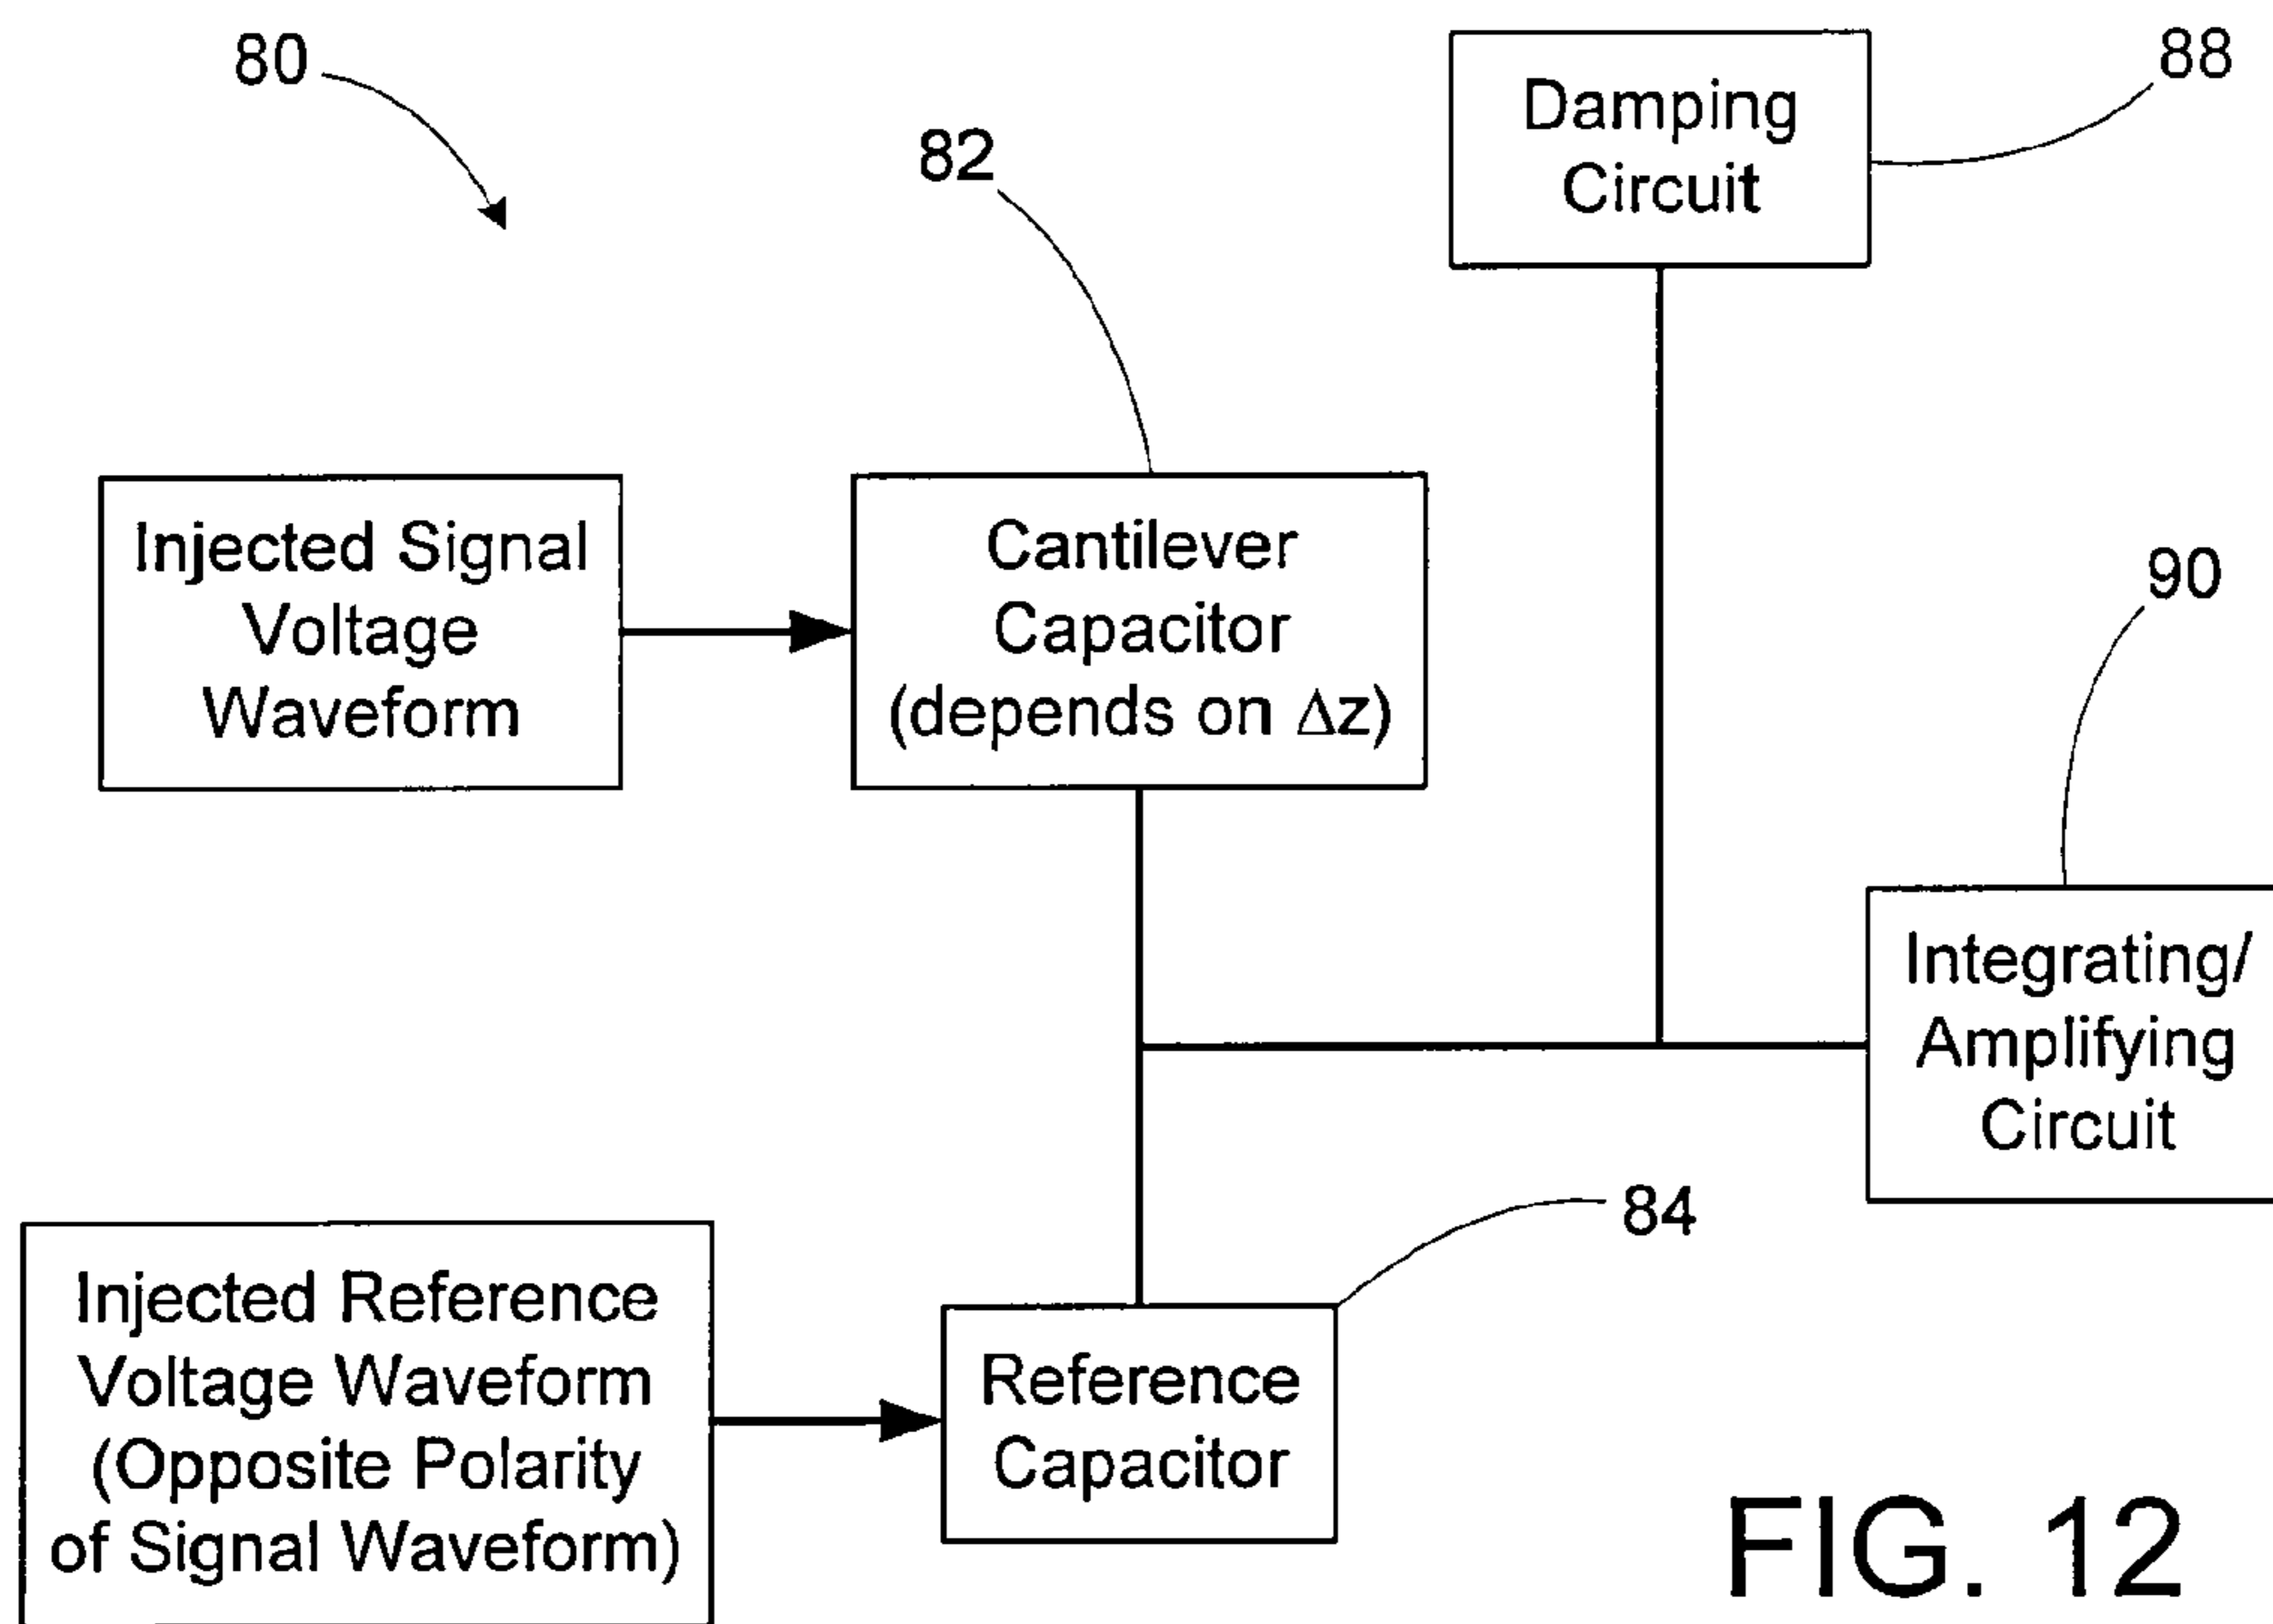 80
82
Damping
Circuit
88
Injected Signal
Voltage
Waveform
Cantilever
Capacitor
(depends on Δz)
90
Integrating/
Amplifying
Circuit
84
Injected Reference
Voltage Waveform
(Opposite Polarity
of Signal Waveform)
Reference
Capacitor
FIG. 12